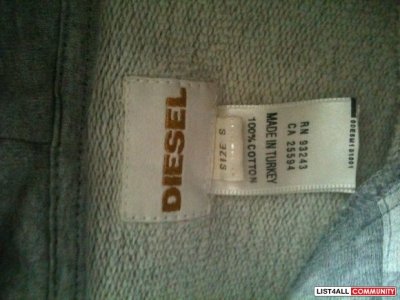 DIESEL
SIZE S
100% COTTON
MADE IN TURKEY
CA 25594
RN 93243
LIST4ALL COMMUNITY